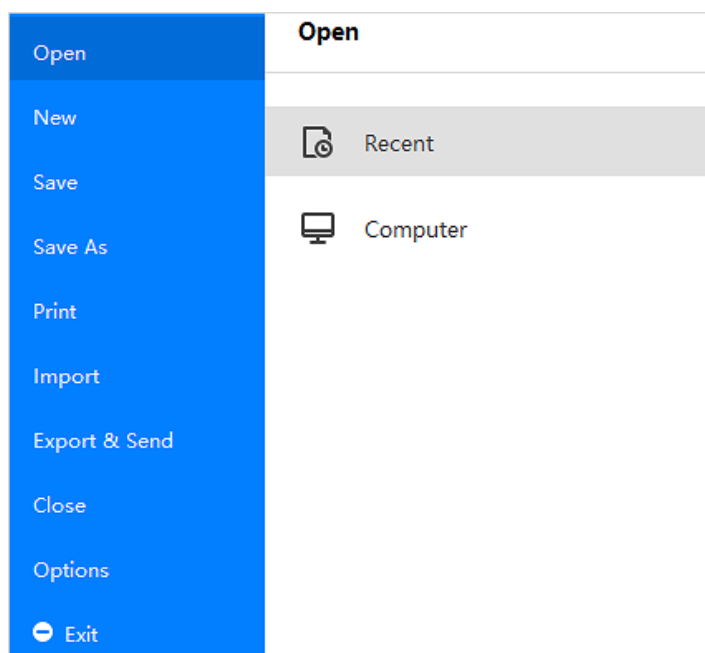 Open
New
Save
Save As
Print
Import
Export & Send
Close
Options
Exit
Open
Recent
Computer